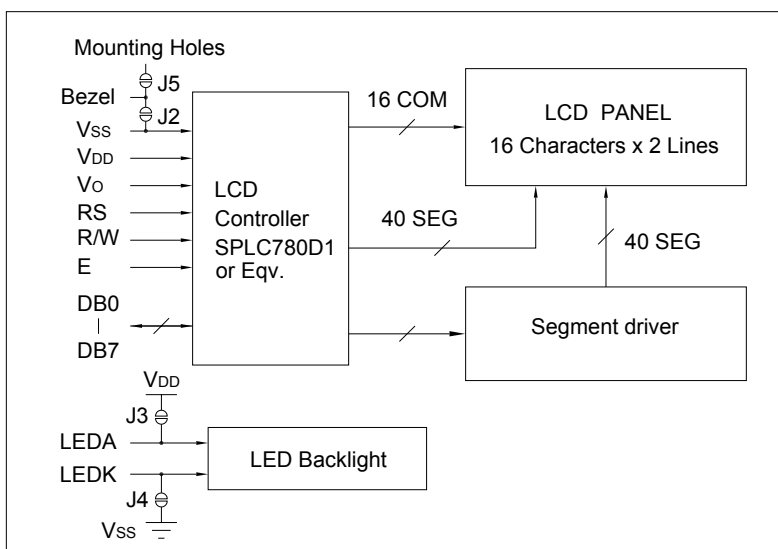 Mounting Holes
J5
Bezel
J2
VSS
VDD
VO
RS
R/W
E
DB0
DB7
LCD
Controller
SPLC780D1
or Eqv.
16 COM
40 SEG
LCD PANEL
16 Characters x 2 Lines
40 SEG
Segment driver
VDD
J3
LEDA
LEDK
J4
VSS
LED Backlight